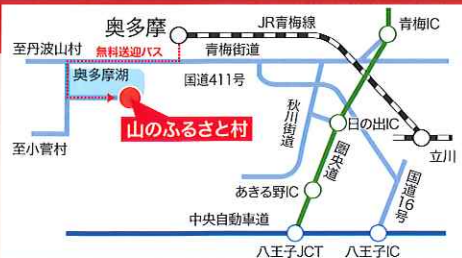 奥多摩
JR青梅線
青梅IC
至丹波山村
無料送迎バス
青梅街道
奥多摩湖
国道411号
山のふるさと村
秋川街道
日の出IC
立川
至小菅村
圏央道
国道16号
あきる野IC
中央自動車道
八王子JCT
八王子IC